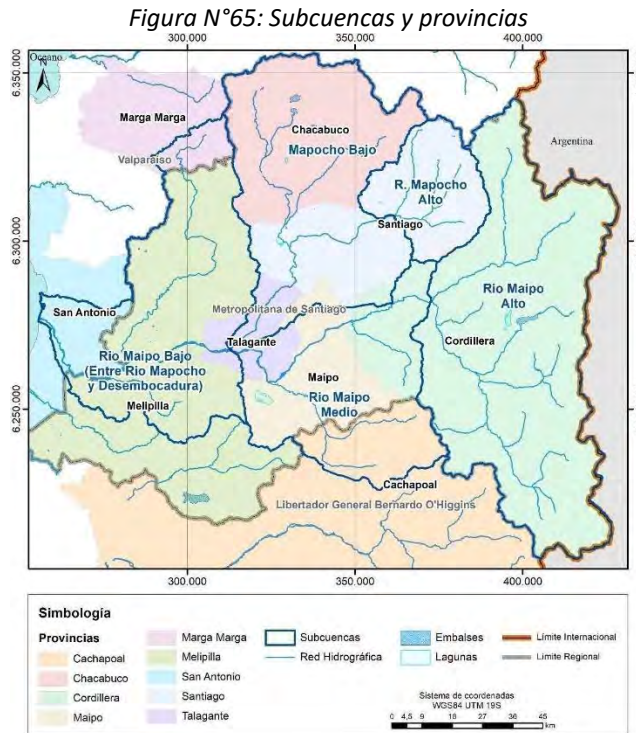 Figura N°65: Subcuencas y provincias
300.000 350.000 400.000
6.350.000
Oceano
N
Marga Marga
Chacabuco
Mapocho Bajo
Argentina
Valparaíso
R. Mapocho
Alto
Santiago
6.300.000
San Antonio
Metropolitana de Santiago
Rio Maipo
Alto
Talagante
Cordillera
Rio Maipo Bajo
(Entre Rio Mapocho
y Desembocadura)
Maipo
Rio Maipo
Medio
Melipilla
6.250.000
Cachapoal
Libertador General Bernardo O'Higgins
300.000 350.000 400.000
Simbología
Provincias
Cachapoal
Chacabuco
Cordillera
Maipo
Marga Marga
Melipilla
San Antonio
Santiago
Talagante
Subcuencas
Red Hidrográfica
Embalses
Lagunas
Límite Internacional
Límite Regional
Sistema de coordenadas
WGS84 UTM 19S
0 4,5 9 18 27 36 45
km